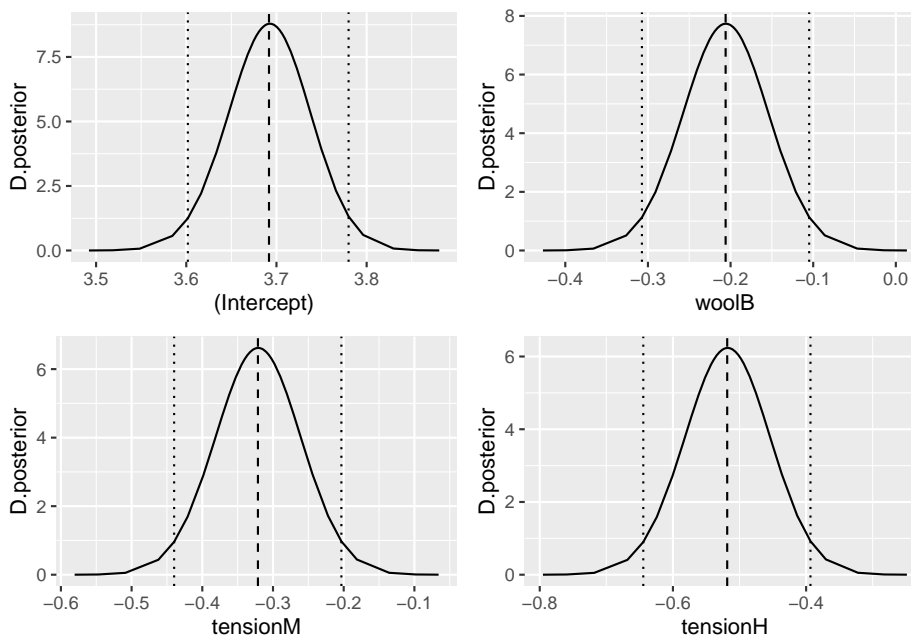 D.posterior
7.5
5.0
2.5
0.0
3.5 3.6 3.7 3.8
(Intercept)
D.posterior
8
6
4
2
0
−0.4 −0.3 −0.2 −0.1 0.0
woolB
D.posterior
6
4
2
0
−0.6 −0.5 −0.4 −0.3 −0.2 −0.1
tensionM
D.posterior
6
4
2
0
−0.8 −0.6 −0.4
tensionH